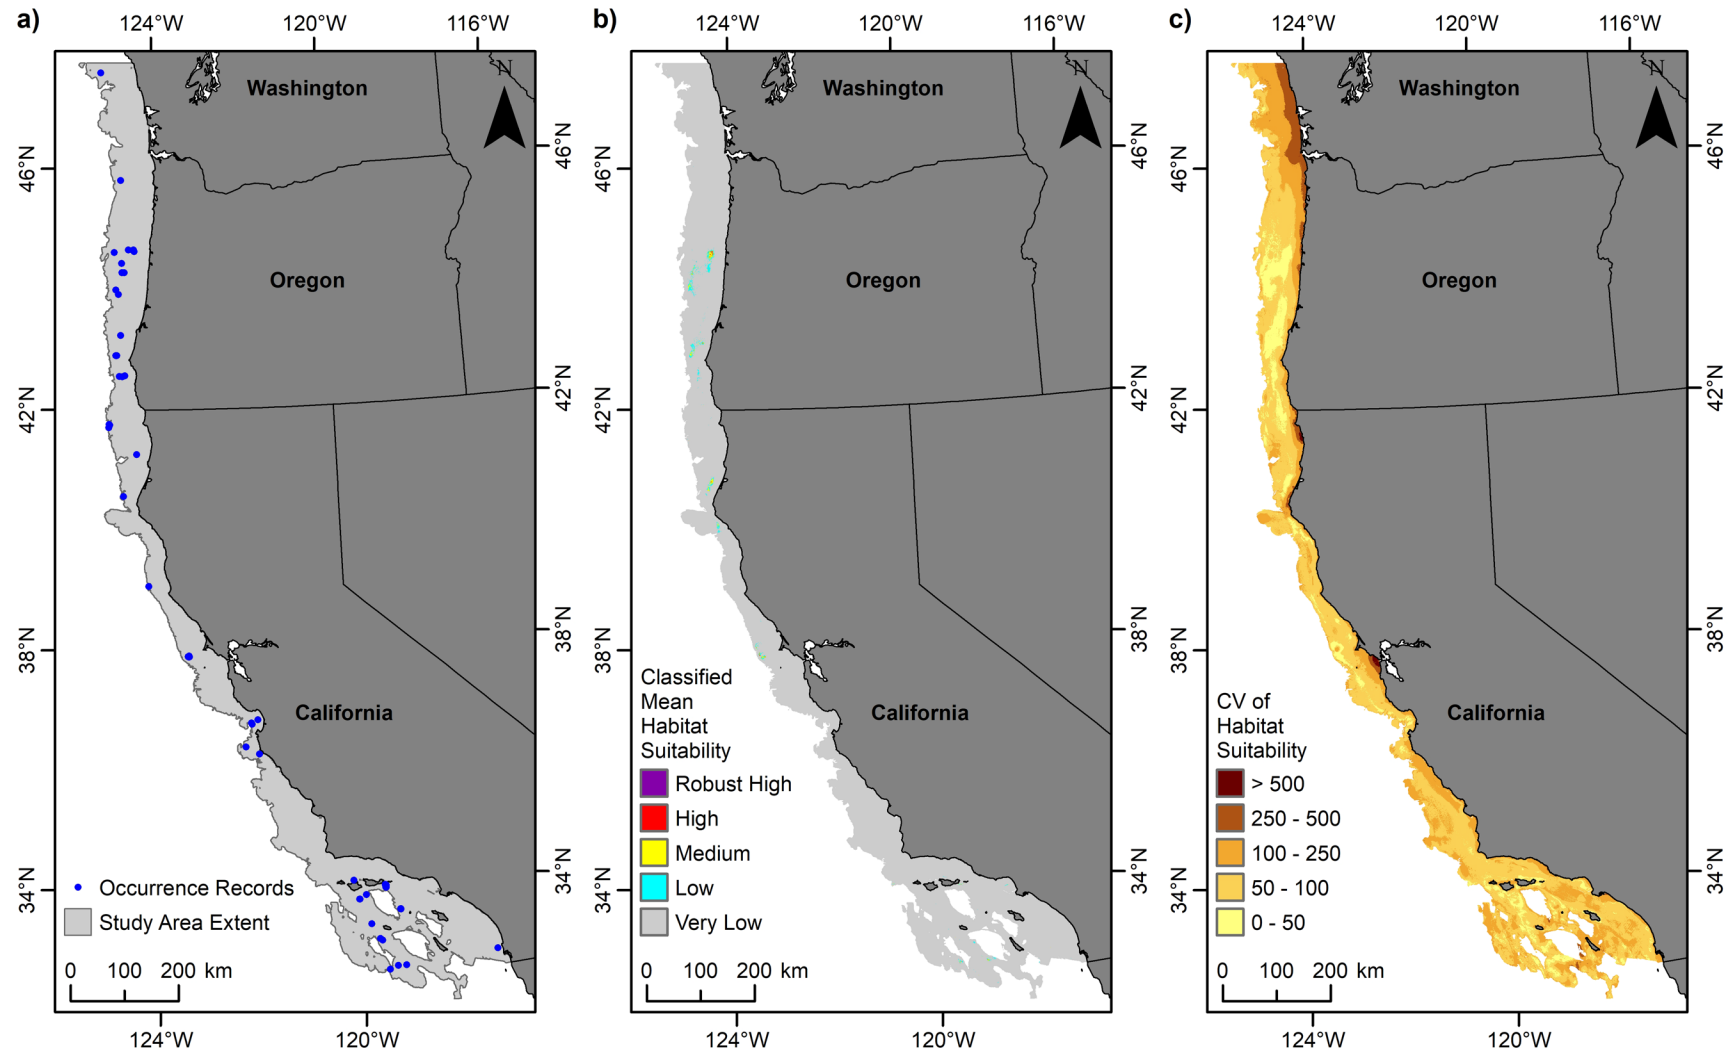 a)
124°W 120°W 116°W
N
Washington
46°N
46°N
Oregon
42°N
42°N
38°N
38°N
California
34°N
34°N
Occurrence Records
Study Area Extent
0 100 200 km
124°W 120°W
b)
124°W 120°W 116°W
N
Washington
46°N
46°N
Oregon
42°N
42°N
38°N
38°N
Classified
Mean
Habitat
Suitability
California
Robust High
High
Medium
Low
Very Low
34°N
34°N
0 100 200 km
124°W 120°W
c)
124°W 120°W 116°W
N
Washington
46°N
46°N
Oregon
42°N
42°N
38°N
38°N
CV of
Habitat
Suitability
California
> 500
250 - 500
100 - 250
50 - 100
0 - 50
34°N
34°N
0 100 200 km
124°W 120°W